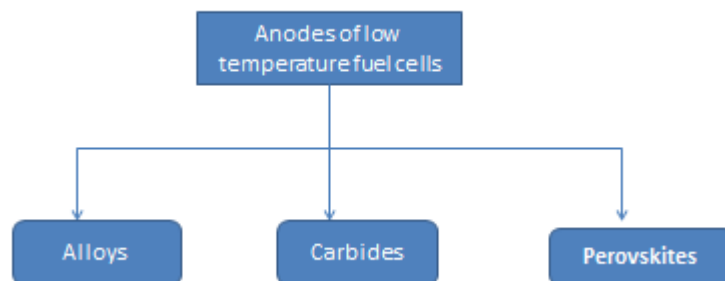 Anodes of low
temperature fuel cells
Alloys
Carbides
Perovskites